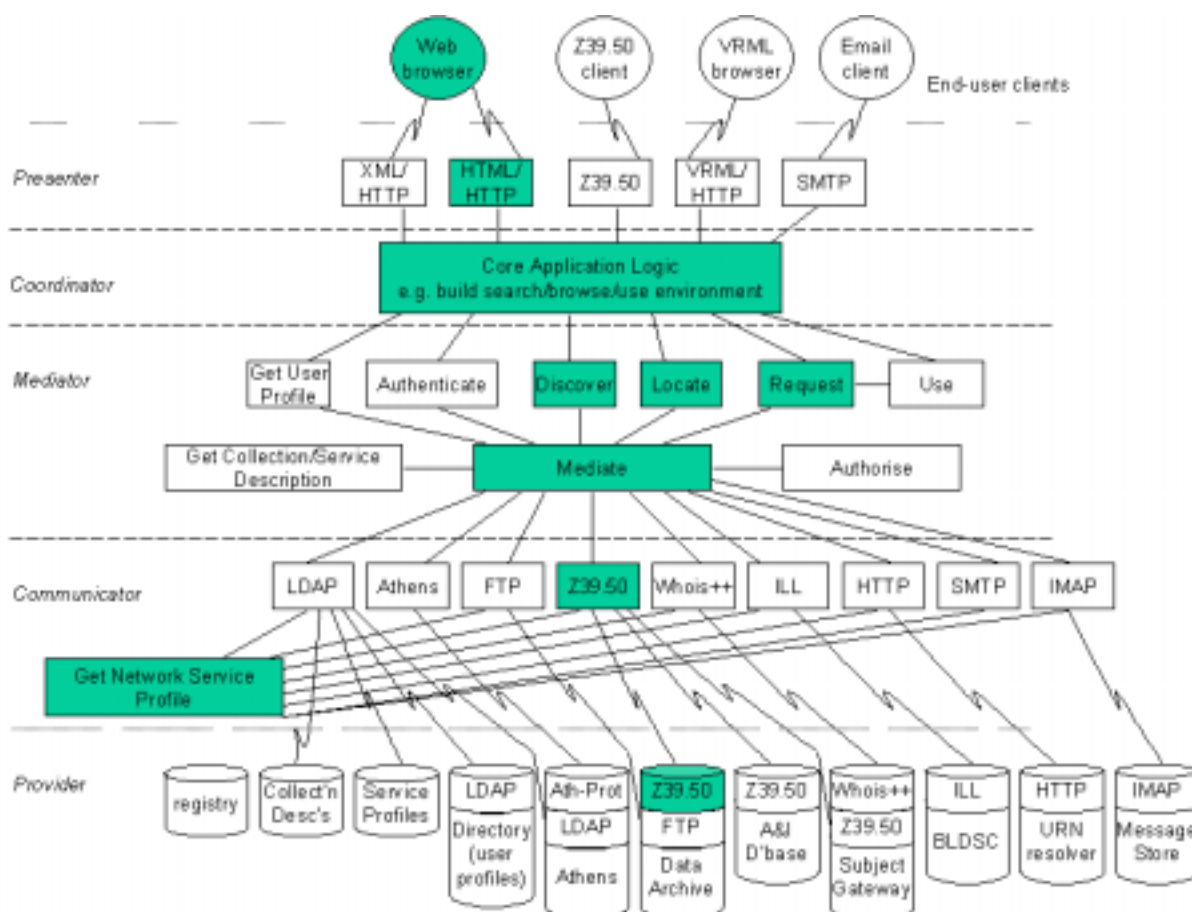 Web
browser
Z39.50
client
VRML
browser
Email
client
End-user clients
Presenter
XML/
HTTP
HTML/
HTTP
Z39.50
VRML/
HTTP
SMTP
Coordinator
Core Application Logic
e.g. build search/browse/use environment
Mediator
Get User
Profile
Authenticate
Discover
Locate
Request
Use
Get Collection/Service
Description
Mediate
Authorise
Communicator
LDAP
Athens
FTP
Z39.50
Whois++
ILL
HTTP
SMTP
IMAP
Get Network Service
Profile
Provider
registry
Collect'n
Desc's
Service
Profiles
LDAP
Directory
(user
profiles)
Ath-Prot
LDAP
Athens
Z39.50
FTP
Data
Archive
Z39.50
A&I
D'base
Whois++
Z39.50
Subject
Gateway
ILL
BLDSC
HTTP
URN
resolver
IMAP
Message
Store